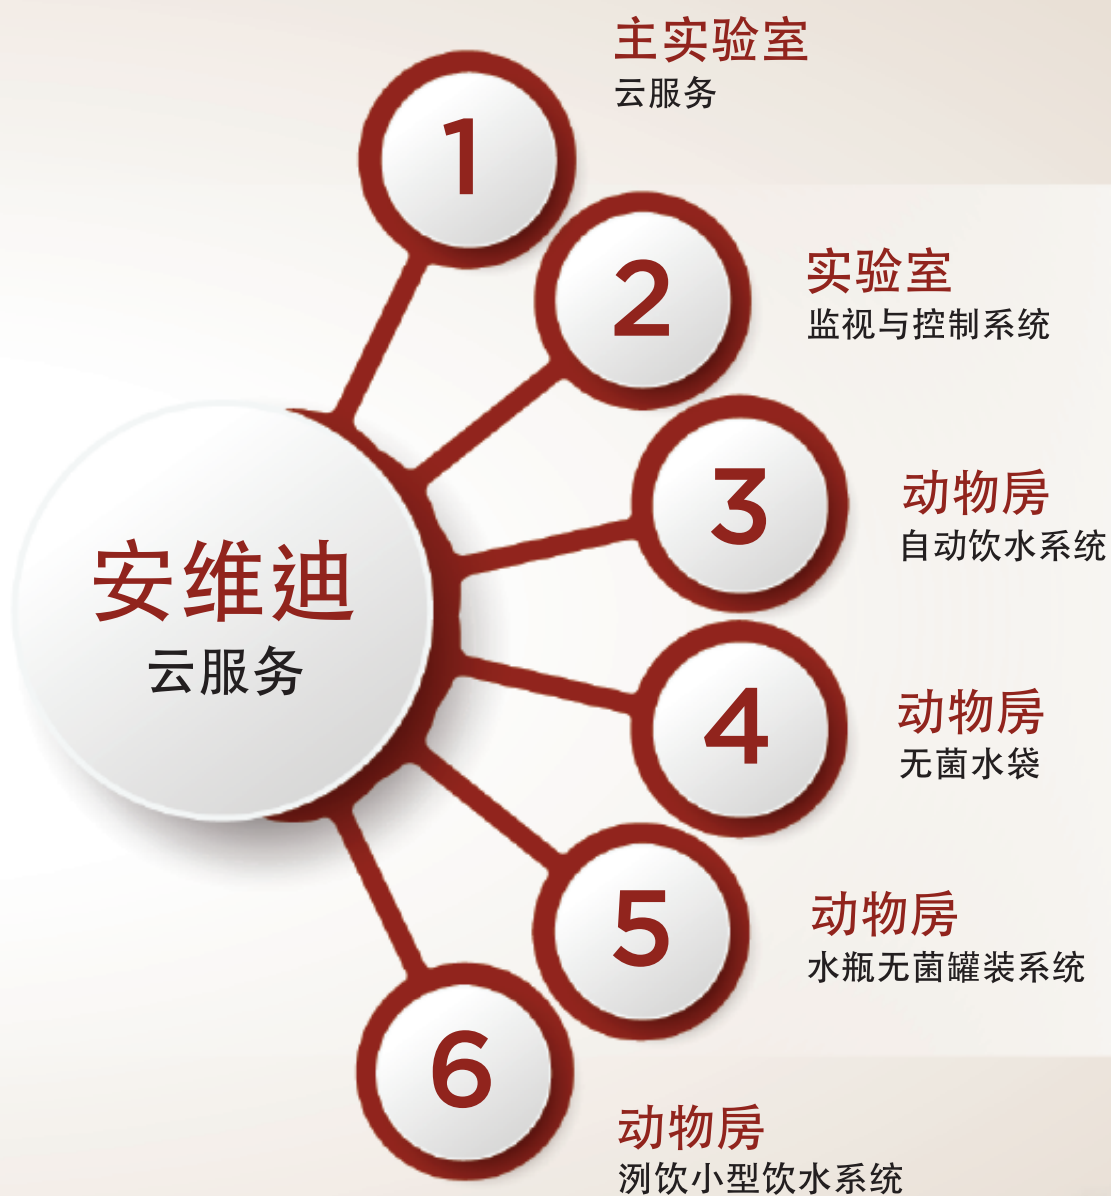 1
主实验室
云服务
2
实验室
监视与控制系统
3
动物房
自动饮水系统
安维迪
云服务
4
动物房
无菌水袋
5
动物房
水瓶无菌罐装系统
6
动物房
洌饮小型饮水系统